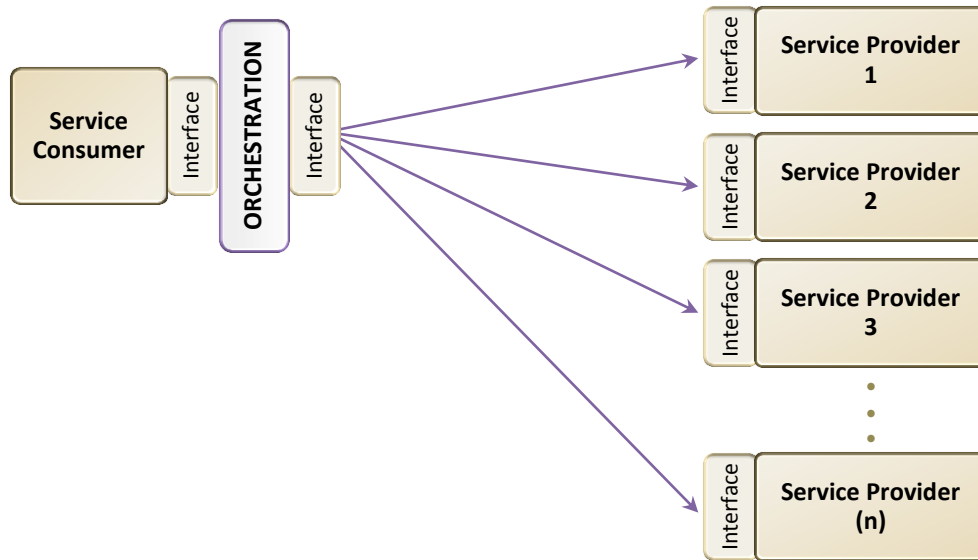 Service
Consumer
Interface
ORCHESTRATION
Interface
Interface
Service Provider
1
Interface
Service Provider
2
Interface
Service Provider
3
Interface
Service Provider
(n)